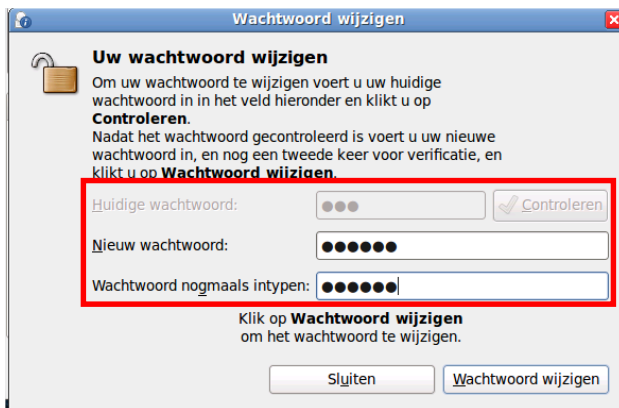 Wachtwoord wijzigen
Uw wachtwoord wijzigen
Om uw wachtwoord te wijzigen voert u uw huidige
wachtwoord in in het veld hieronder en klikt u op
Controleren.
Nadat het wachtwoord gecontroleerd is voert u uw nieuwe
wachtwoord in, en nog een tweede keer voor verificatie, en
klikt u op Wachtwoord wijzigen.
Huidige wachtwoord: ●●● Controleren
Nieuw wachtwoord: ●●●●●●
Wachtwoord nogmaals intypen: ●●●●●●
Klik op Wachtwoord wijzigen
om het wachtwoord te wijzigen.
Sluiten Wachtwoord wijzigen